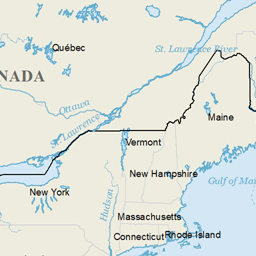 Québec
St. Lawrence River
NADA
Ottawa
St. Lawrence
Maine
Vermont
New Hampshire
Gulf of Mai
New York
Hudson
Massachusetts
Connecticut
Rhode Island